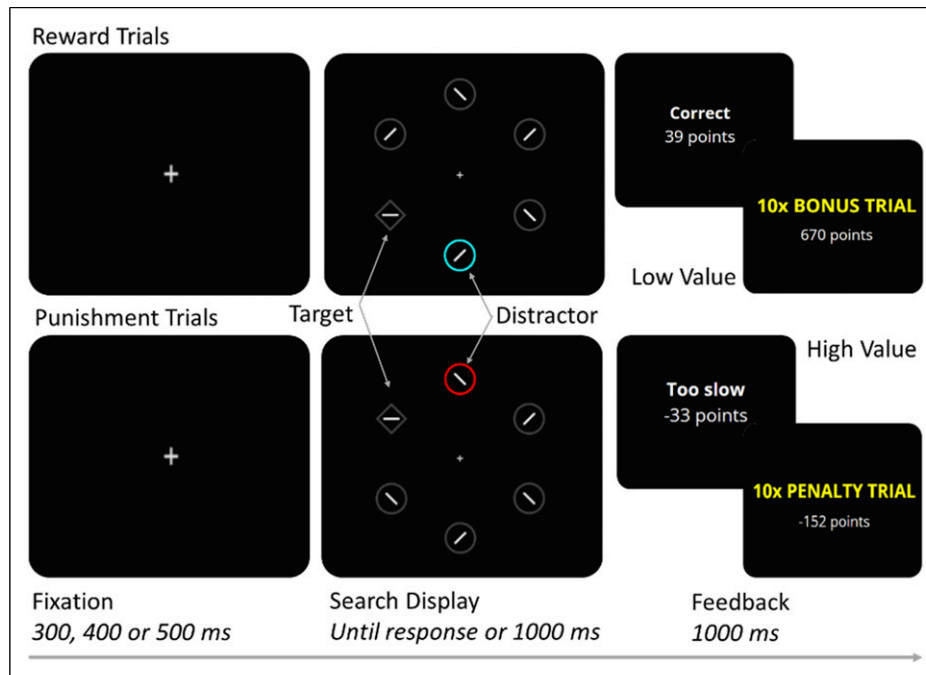 Reward Trials
+
+
Correct
39 points
10x BONUS TRIAL
670 points
Low Value
Target
Distractor
Punishment Trials
High Value
+
+
Too slow
-33 points
10x PENALTY TRIAL
-152 points
Fixation
300, 400 or 500 ms
Search Display
Until response or 1000 ms
Feedback
1000 ms